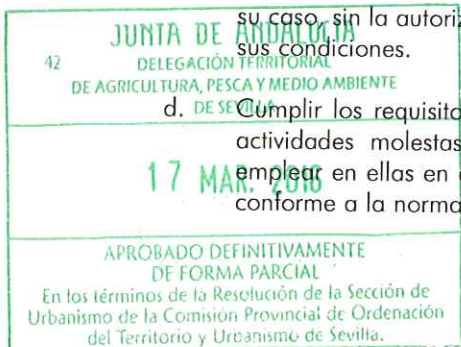 su caso, sin la autoriz
JUNTA DE ANDALUCÍA
sus condiciones.
42
DELEGACIÓN TERRITORIAL
DE AGRICULTURA, PESCA Y MEDIO AMBIENTE
DE SEVILLA
d. Cumplir los requisito
actividades molestas
17 MAR. 2016
emplear en ellas en
conforme a la norma
APROBADO DEFINITIVAMENTE
DE FORMA PARCIAL
En los términos de la Resolución de la Sección de
Urbanismo de la Comisión Provincial de Ordenación
del Territorio y Urbanismo de Sevilla.